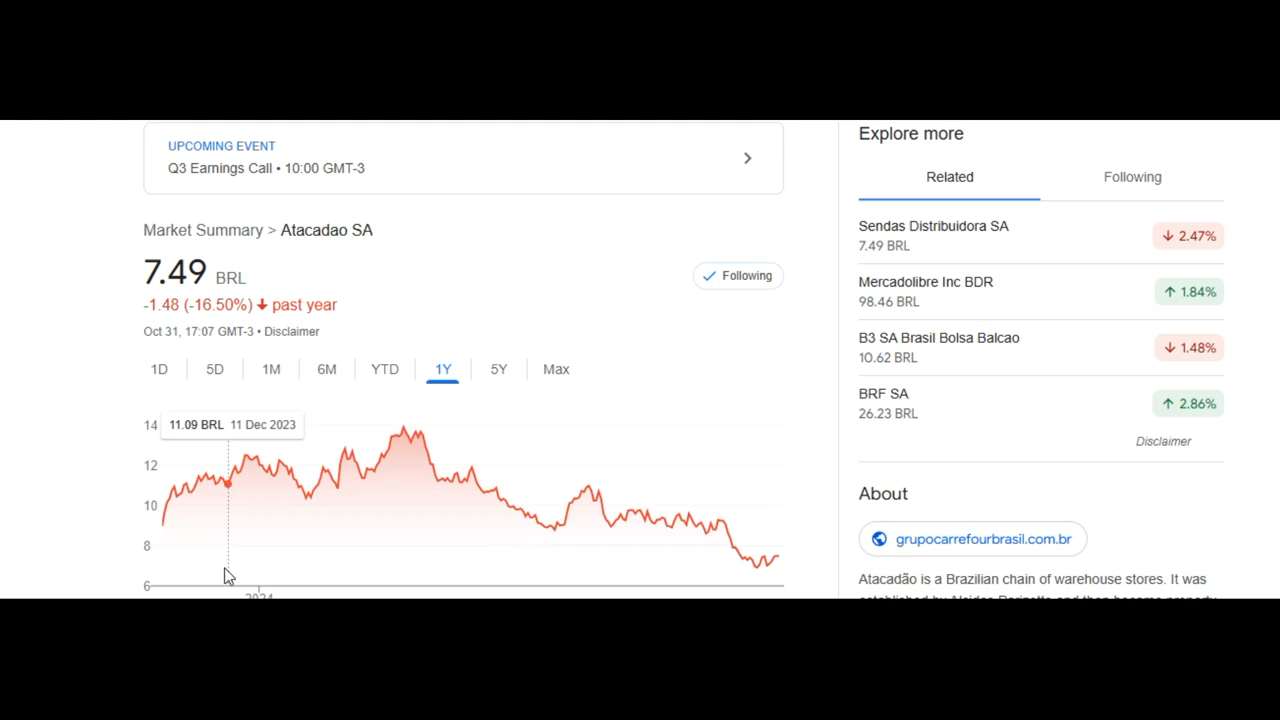 UPCOMING EVENT
Q3 Earnings Call • 10:00 GMT-3
Market Summary > Atacadao SA
7.49 BRL
Following
-1.48 (-16.50%) ↓ past year
Oct 31, 17:07 GMT-3 • Disclaimer
1D 5D 1M 6M YTD 1Y 5Y Max
11.09 BRL 11 Dec 2023
14
12
10
8
6
2024
Explore more
Related Following
Sendas Distribuidora SA
7.49 BRL
↓ 2.47%
Mercadolibre Inc BDR
98.46 BRL
↑ 1.84%
B3 SA Brasil Bolsa Balcao
10.62 BRL
↓ 1.48%
BRF SA
26.23 BRL
↑ 2.86%
Disclaimer
About
grupocarrefourbrasil.com.br
Atacadão is a Brazilian chain of warehouse stores. It was